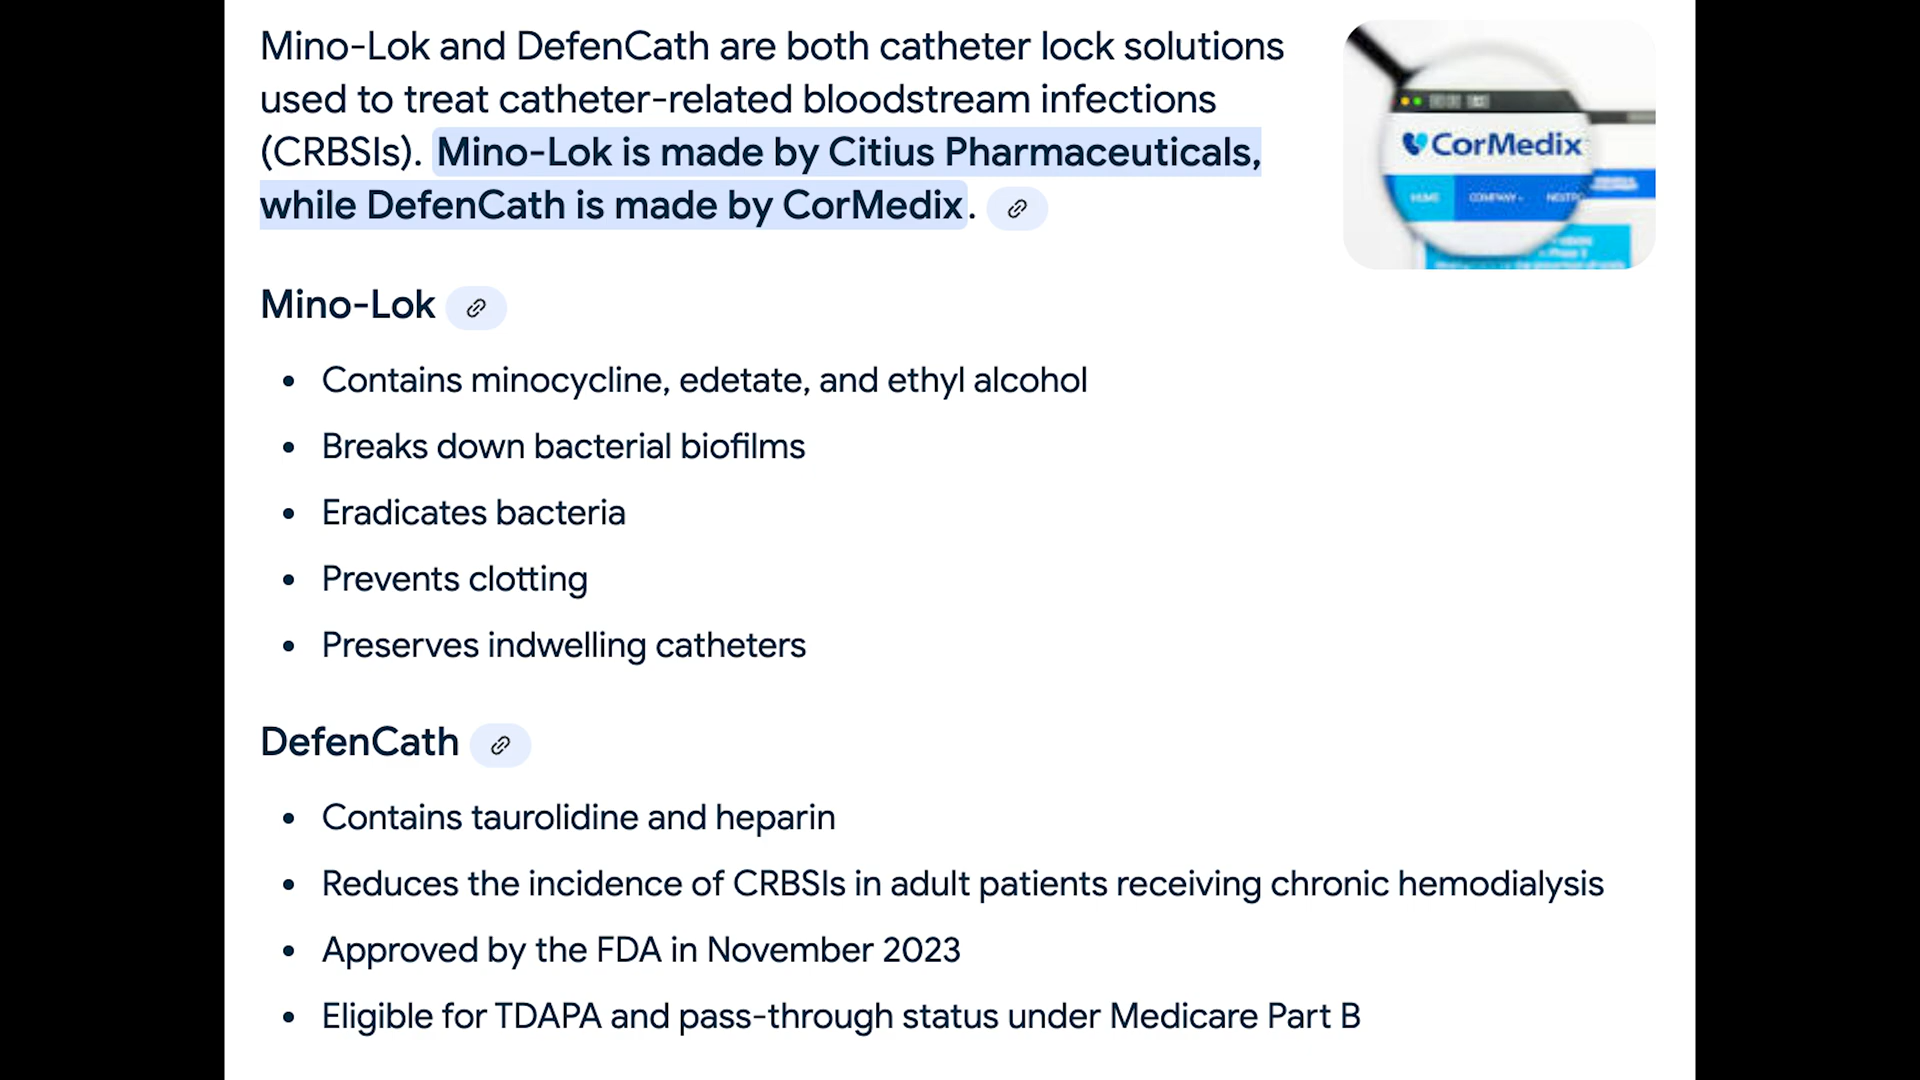 Mino-Lok and DefenCath are both catheter lock solutions
used to treat catheter-related bloodstream infections
(CRBSIs). Mino-Lok is made by Citius Pharmaceuticals,
while DefenCath is made by CorMedix.
CorMedix
HOME COMPANY
Mino-Lok
• Contains minocycline, edetate, and ethyl alcohol
• Breaks down bacterial biofilms
• Eradicates bacteria
• Prevents clotting
• Preserves indwelling catheters
DefenCath
• Contains taurolidine and heparin
• Reduces the incidence of CRBSIs in adult patients receiving chronic hemodialysis
• Approved by the FDA in November 2023
• Eligible for TDAPA and pass-through status under Medicare Part B